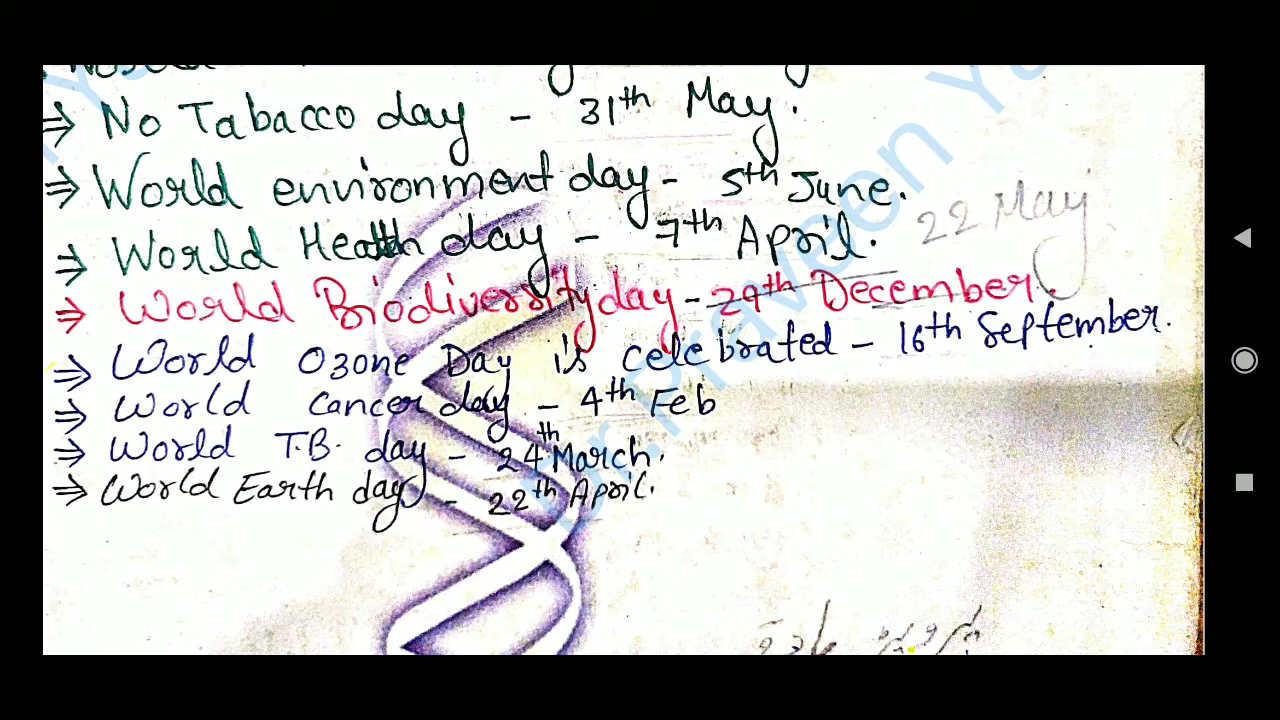 ⇒ No Tabacco day - 31th May.
⇒ World environment day - 5th June.
⇒ World Health day - 7th April. 22 May
⇒ World Biodiversity day - 29th December.
⇒ World Ozone Day is celebrated - 16th September.
⇒ World Cancer day - 4th Feb
⇒ World T.B. day - 24th March.
⇒ World Earth day - 22th April.